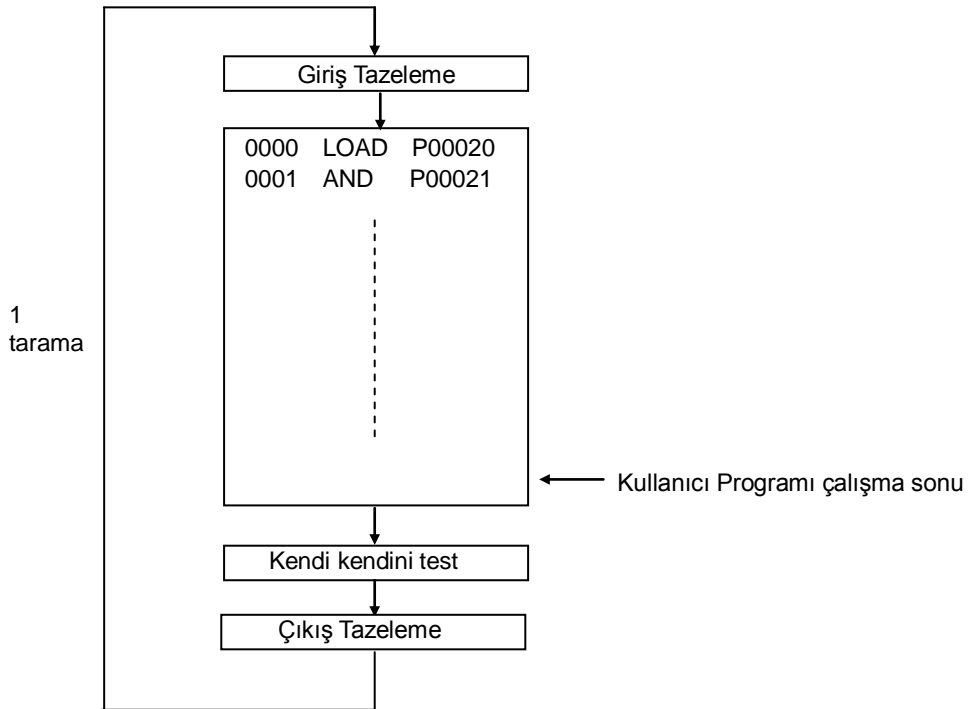 Giriş Tazeleme
0000 LOAD P00020
0001 AND P00021
1
tarama
Kullanıcı Programı çalışma sonu
Kendi kendini test
Çıkış Tazeleme